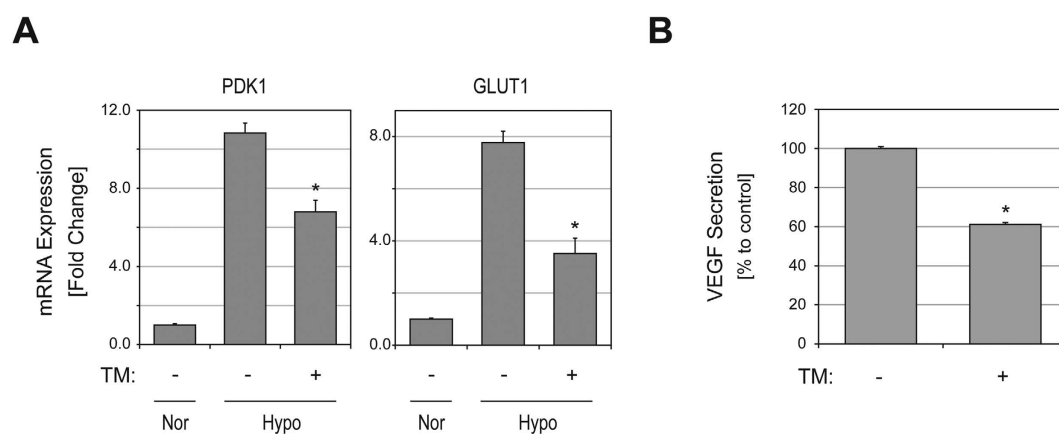 A
B
PDK1
GLUT1
mRNA Expression
[Fold Change]
12.0
8.0
4.0
0.0
*
8.0
4.0
0.0
*
VEGF Secretion
[% to control]
120
100
80
60
40
20
0
*
TM: - - + - - +
TM: - +
Nor Hypo Nor Hypo